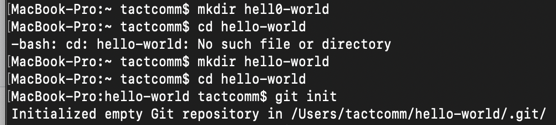 [MacBook-Pro:~ tactcomm$ mkdir hell0-world
[MacBook-Pro:~ tactcomm$ cd hello-world
-bash: cd: hello-world: No such file or directory
[MacBook-Pro:~ tactcomm$ mkdir hello-world
[MacBook-Pro:~ tactcomm$ cd hello-world
[MacBook-Pro:hello-world tactcomm$ git init
Initialized empty Git repository in /Users/tactcomm/hello-world/.git/